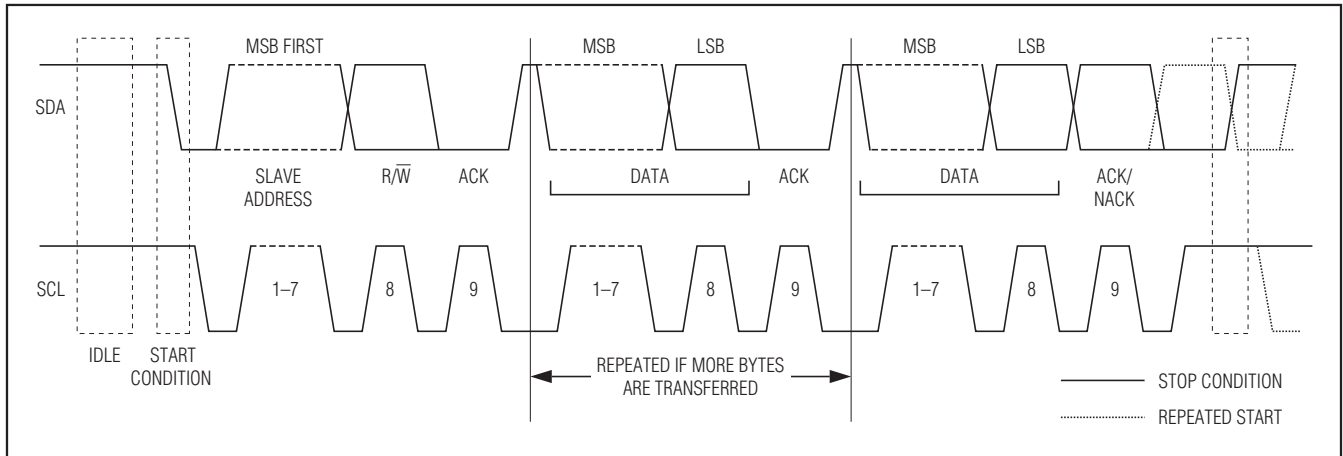 MSB FIRST
MSB
LSB
MSB
LSB
SDA
SLAVE
ADDRESS
R/W̅
ACK
DATA
ACK
DATA
ACK/
NACK
SCL
1–7
8
9
1–7
8
9
1–7
8
9
IDLE
START
CONDITION
REPEATED IF MORE BYTES
ARE TRANSFERRED
STOP CONDITION
REPEATED START